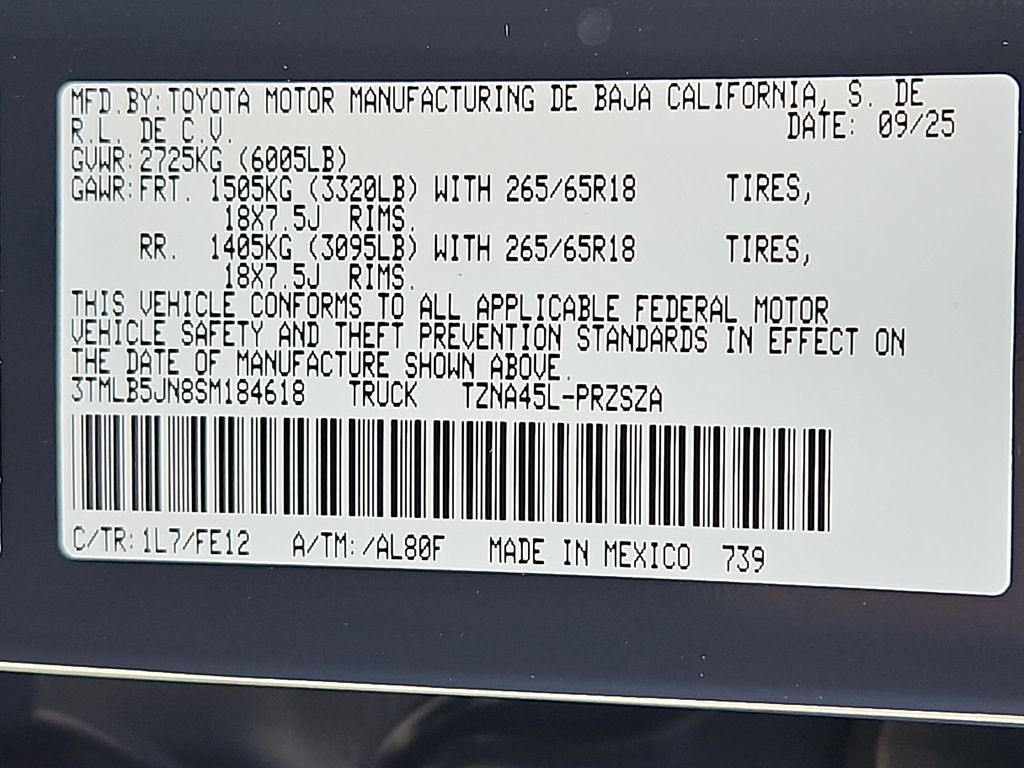 MFD.BY: TOYOTA MOTOR MANUFACTURING DE BAJA CALIFORNIA, S. DE
R.L. DE C.V. DATE: 09/25
GVWR: 2725KG (6005LB)
GAWR: FRT. 1505KG (3320LB) WITH 265/65R18 TIRES,
18X7.5J RIMS.
RR. 1405KG (3095LB) WITH 265/65R18 TIRES,
18X7.5J RIMS.
THIS VEHICLE CONFORMS TO ALL APPLICABLE FEDERAL MOTOR
VEHICLE SAFETY AND THEFT PREVENTION STANDARDS IN EFFECT ON
THE DATE OF MANUFACTURE SHOWN ABOVE.
3TMLB5JN8SM184618 TRUCK TZNA45L-PRZSZA
C/TR: 1L7/FE12 A/TM: /AL80F MADE IN MEXICO 739